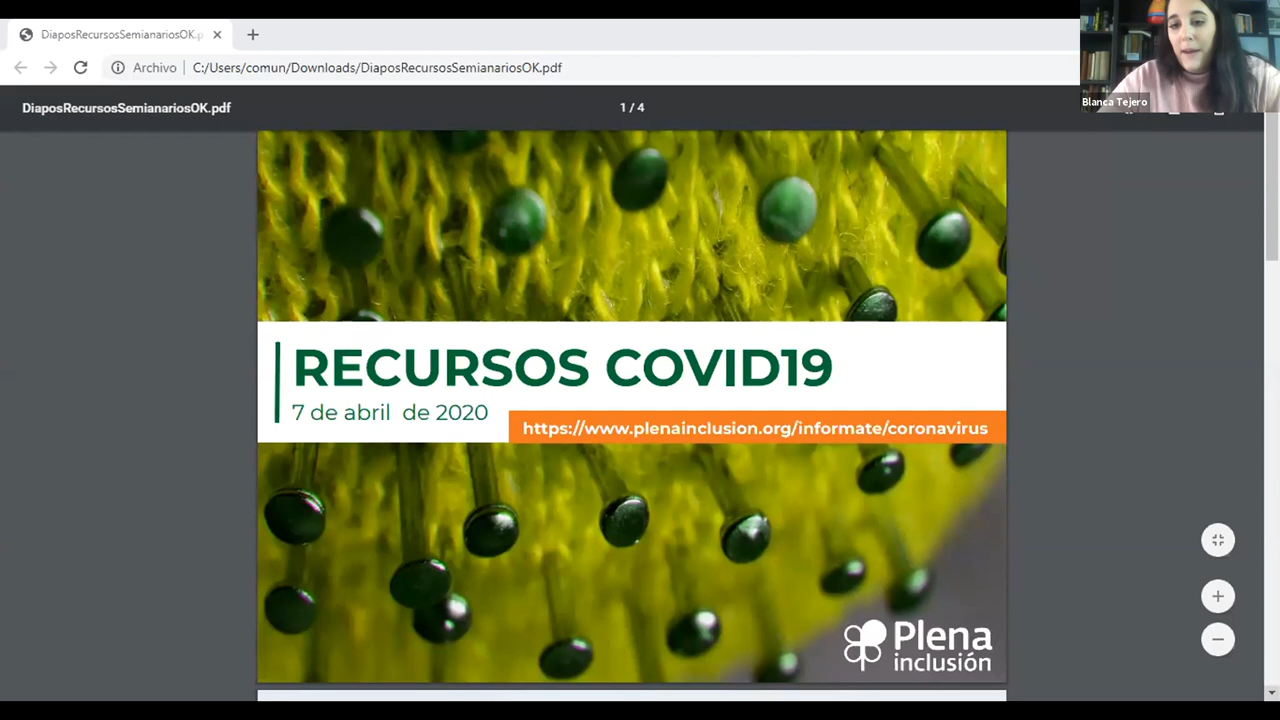 DiaposRecursosSemianariosOK.p
Archivo
C:/Users/comun/Downloads/DiaposRecursosSemianariosOK.pdf
Blanca Tejero
DiaposRecursosSemianariosOK.pdf
1 / 4
RECURSOS COVID19
7 de abril de 2020
https://www.plenainclusion.org/informate/coronavirus
Plena
inclusión